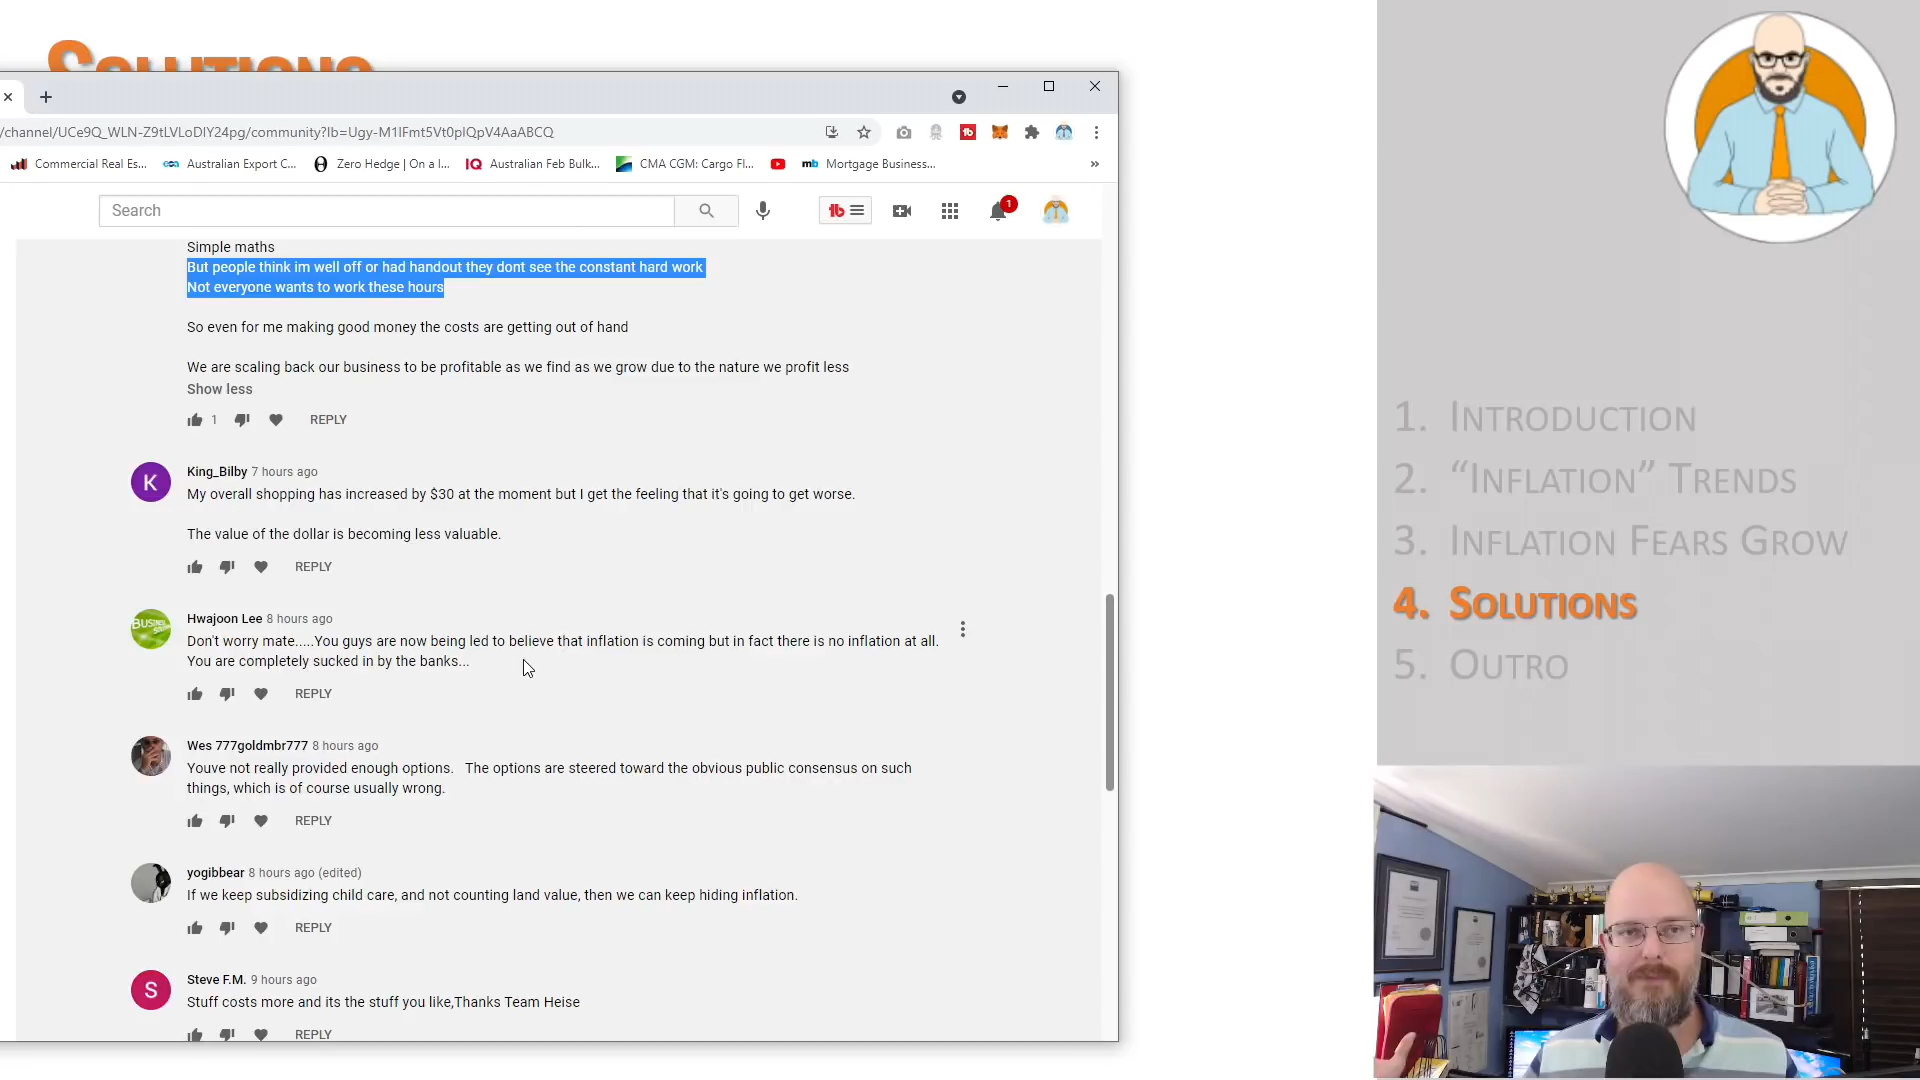 Solutions
/channel/UCe9Q_WLN-Z9tLVLoDlY24pg/community?lb=Ugy-M1IFmt5Vt0plQpV4AaABCQ
Commercial Real Es...
Australian Export C...
Zero Hedge | On a l...
IQ Australian Feb Bulk...
CMA CGM: Cargo Fl...
mb Mortgage Business...
»
Search
tb
1
Simple maths
But people think im well off or had handout they dont see the constant hard work
Not everyone wants to work these hours
So even for me making good money the costs are getting out of hand
We are scaling back our business to be profitable as we find as we grow due to the nature we profit less
Show less
1 REPLY
K
King_Bilby 7 hours ago
My overall shopping has increased by $30 at the moment but I get the feeling that it's going to get worse.
The value of the dollar is becoming less valuable.
REPLY
Hwajoon Lee 8 hours ago
Don't worry mate.....You guys are now being led to believe that inflation is coming but in fact there is no inflation at all.
You are completely sucked in by the banks...
REPLY
Wes 777goldmbr777 8 hours ago
Youve not really provided enough options. The options are steered toward the obvious public consensus on such
things, which is of course usually wrong.
REPLY
yogibbear 8 hours ago (edited)
If we keep subsidizing child care, and not counting land value, then we can keep hiding inflation.
REPLY
S
Steve F.M. 9 hours ago
Stuff costs more and its the stuff you like,Thanks Team Heise
REPLY
1. Introduction
2. “Inflation” Trends
3. Inflation Fears Grow
4. Solutions
5. Outro